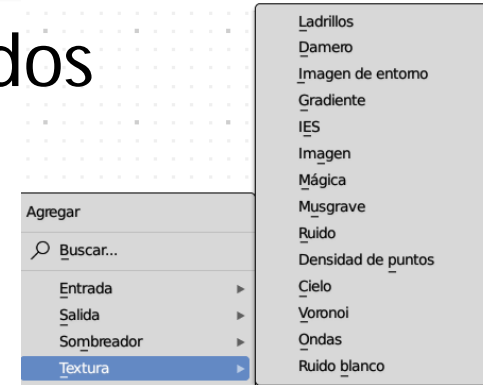 dos
Agregar
Buscar...
Entrada
Salida
Sombreador
Textura
Ladrillos
Damero
Imagen de entorno
Gradiente
IES
Imagen
Mágica
Musgrave
Ruido
Densidad de puntos
Cielo
Voronoi
Ondas
Ruido blanco